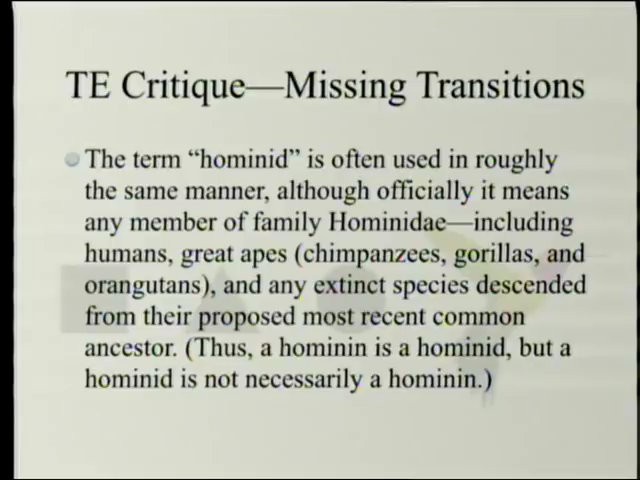 TE Critique—Missing Transitions
The term “hominid” is often used in roughly
the same manner, although officially it means
any member of family Hominidae—including
humans, great apes (chimpanzees, gorillas, and
orangutans), and any extinct species descended
from their proposed most recent common
ancestor. (Thus, a hominin is a hominid, but a
hominid is not necessarily a hominin.)